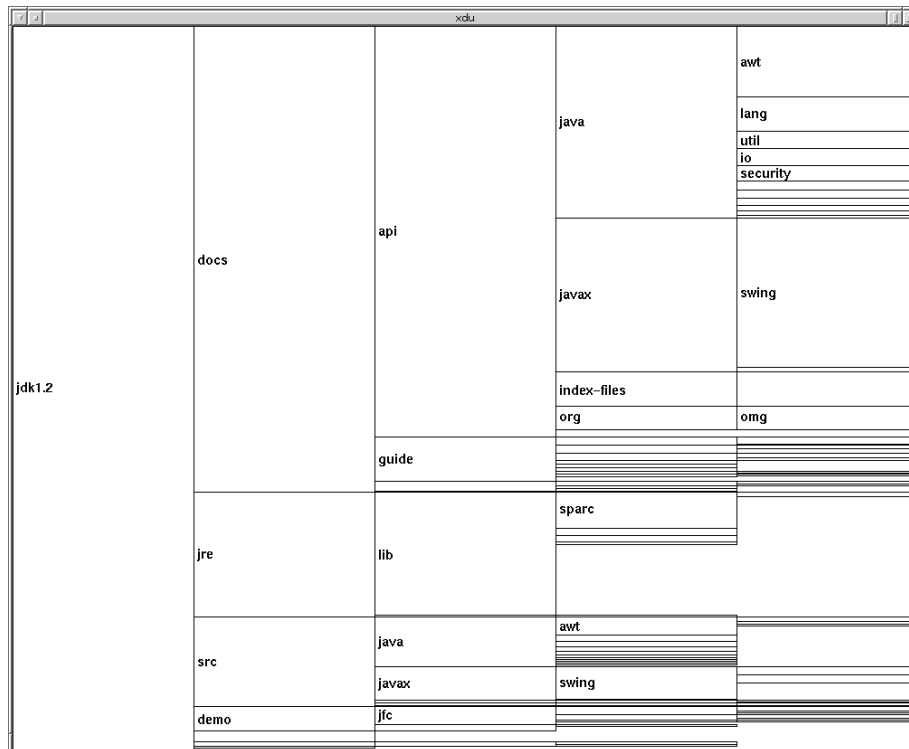 xdu
jdk1.2
docs
api
java
awt
lang
util
io
security
javax
swing
index-files
org
omg
guide
jre
lib
sparc
src
java
awt
javax
swing
demo
jfc